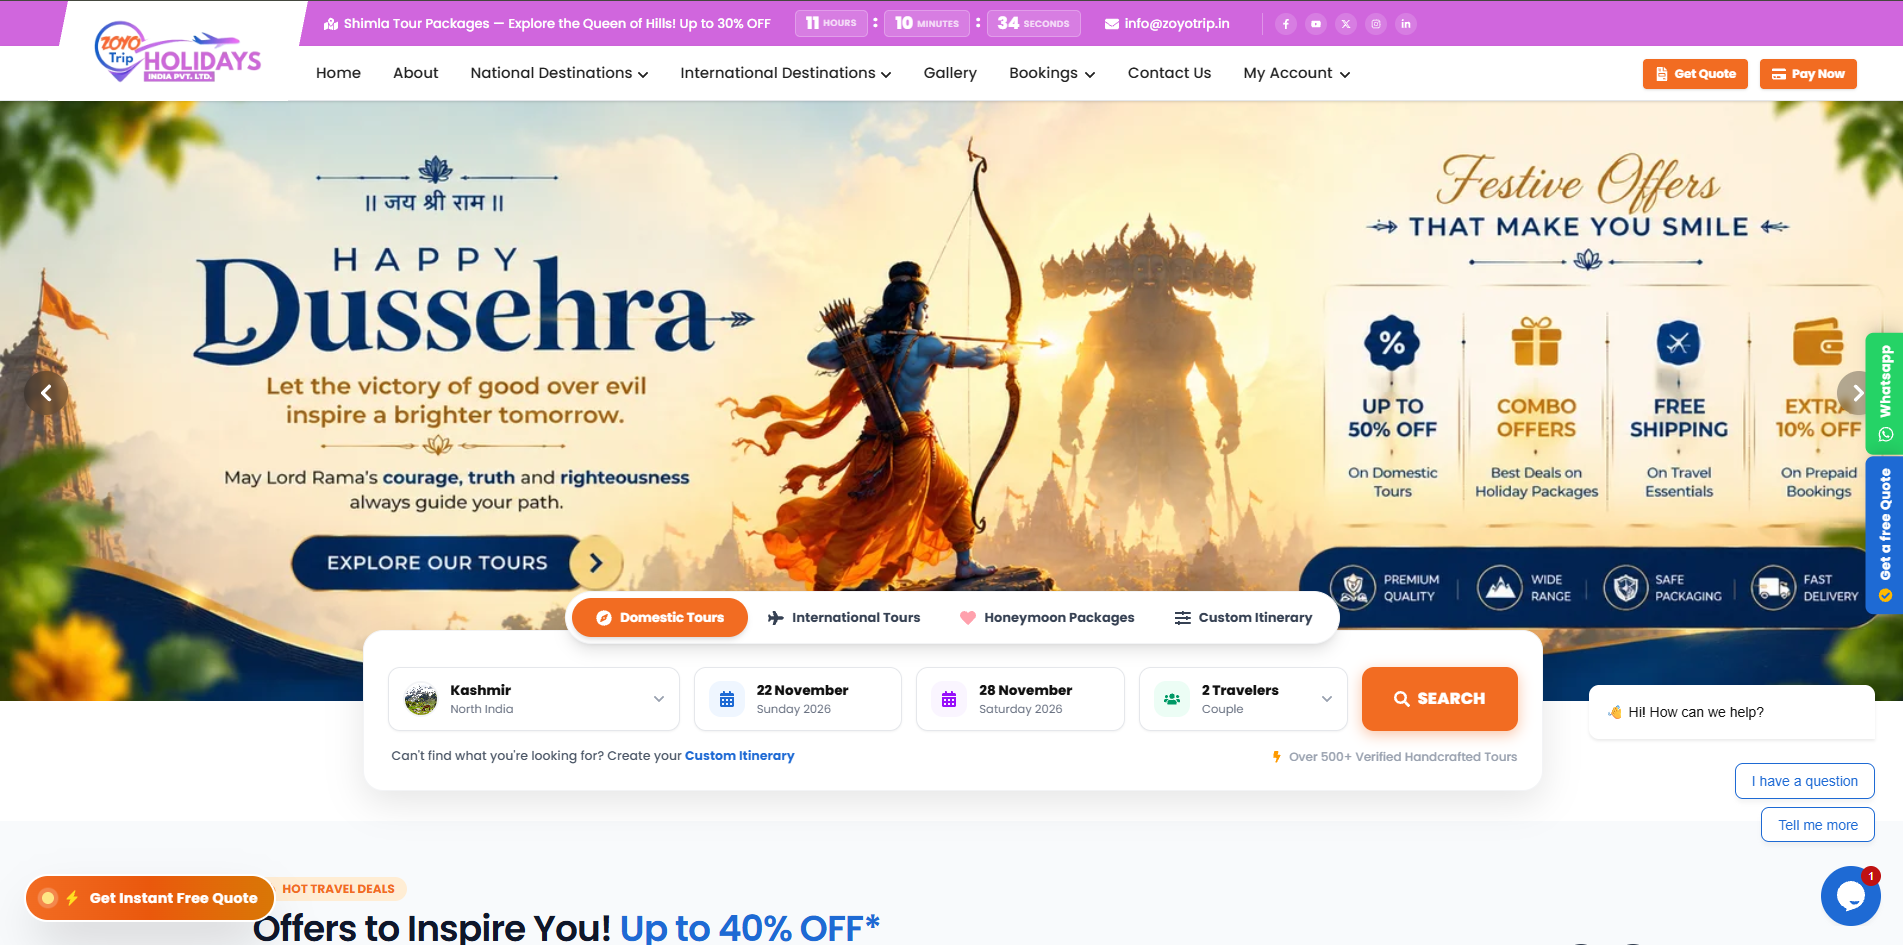 Shimla Tour Packages — Explore the Queen of Hills! Up to 30% OFF
11 HOURS : 10 MINUTES : 34 SECONDS
info@zoyotrip.in
ZOYO
Trip
HOLIDAYS
INDIA PVT. LTD.
Home
About
National Destinations
International Destinations
Gallery
Bookings
Contact Us
My Account
Get Quote
Pay Now
|| जय श्री राम ||
HAPPY
Dussehra
Let the victory of good over evil
inspire a brighter tomorrow.
May Lord Rama's courage, truth and righteousness
always guide your path.
EXPLORE OUR TOURS
Festive Offers
THAT MAKE YOU SMILE
%
UP TO
50% OFF
On Domestic
Tours
COMBO
OFFERS
Best Deals on
Holiday Packages
FREE
SHIPPING
On Travel
Essentials
EXTRA
10% OFF
On Prepaid
Bookings
PREMIUM
QUALITY
WIDE
RANGE
SAFE
PACKAGING
FAST
DELIVERY
Whatsapp
Get a free Quote
Domestic Tours
International Tours
Honeymoon Packages
Custom Itinerary
Kashmir
North India
22 November
Sunday 2026
28 November
Saturday 2026
2 Travelers
Couple
SEARCH
Can't find what you're looking for? Create your Custom Itinerary
Over 500+ Verified Handcrafted Tours
Hi! How can we help?
I have a question
Tell me more
1
Get Instant Free Quote
HOT TRAVEL DEALS
Offers to Inspire You! Up to 40% OFF*